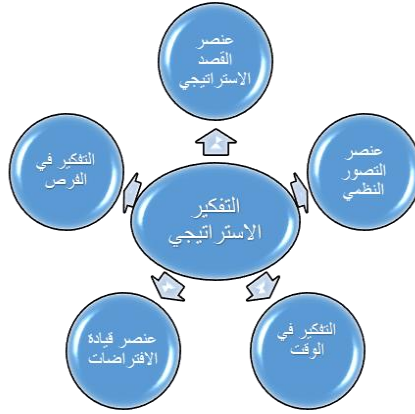 عنصر
القصد
الاستراتيجي
عنصر
التصور
النظمي
التفكير في
الفرص
التفكير
الاستراتيجي
عنصر قيادة
الافتراضات
التفكير في
الوقت